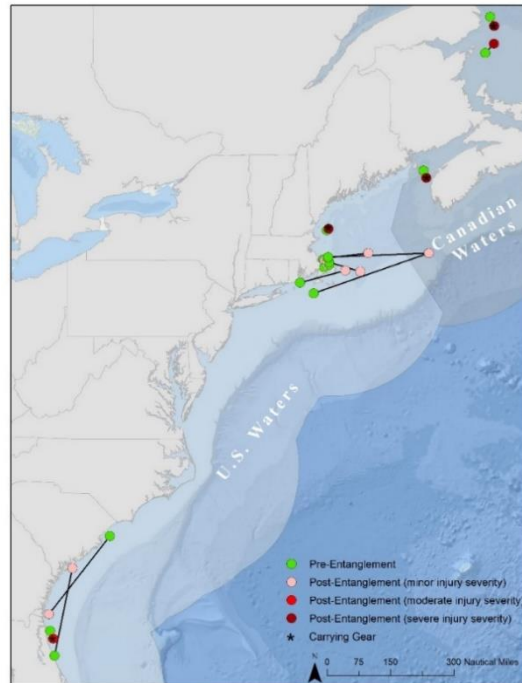 Canadian
Waters
U.S. Waters
Pre-Entanglement
Post-Entanglement (minor injury severity)
Post-Entanglement (moderate injury severity)
Post-Entanglement (severe injury severity)
* Carrying Gear
N
0 75 150 300 Nautical Miles